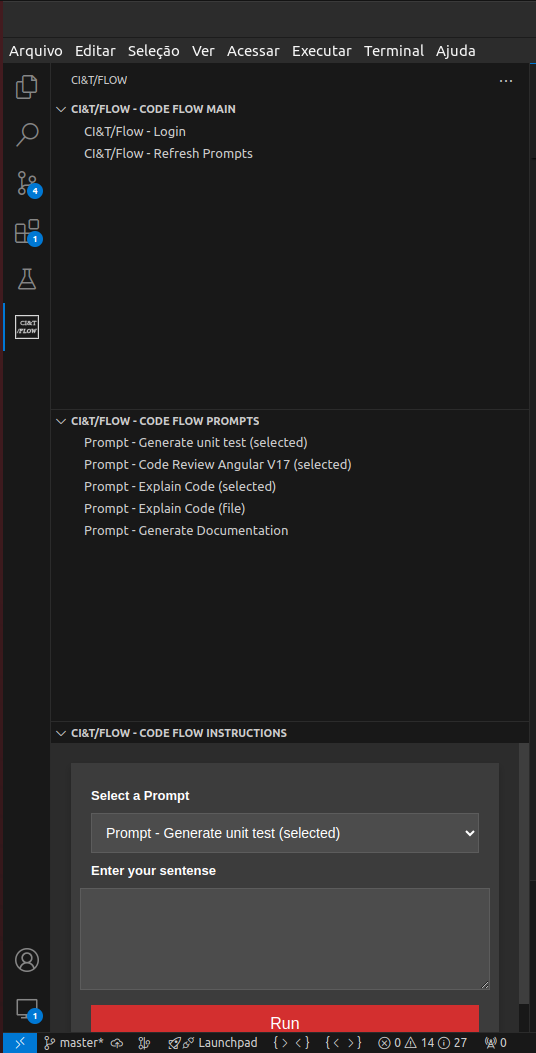 Arquivo Editar Seleção Ver Acessar Executar Terminal Ajuda
CI&T/FLOW
CI&T/FLOW - CODE FLOW MAIN
CI&T/Flow - Login
CI&T/Flow - Refresh Prompts
4
1
CI&T
/FLOW
CI&T/FLOW - CODE FLOW PROMPTS
Prompt - Generate unit test (selected)
Prompt - Code Review Angular V17 (selected)
Prompt - Explain Code (selected)
Prompt - Explain Code (file)
Prompt - Generate Documentation
CI&T/FLOW - CODE FLOW INSTRUCTIONS
Select a Prompt
Prompt - Generate unit test (selected)
Enter your sentense
Run
1
master* Launchpad {> <} {< >} 0 14 27 0